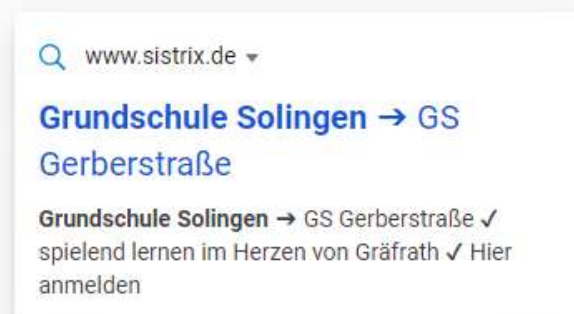 www.sistrix.de
Grundschule Solingen → GS
Gerberstraße
Grundschule Solingen → GS Gerberstraße ✓
spielend lernen im Herzen von Gräfrath ✓ Hier
anmelden